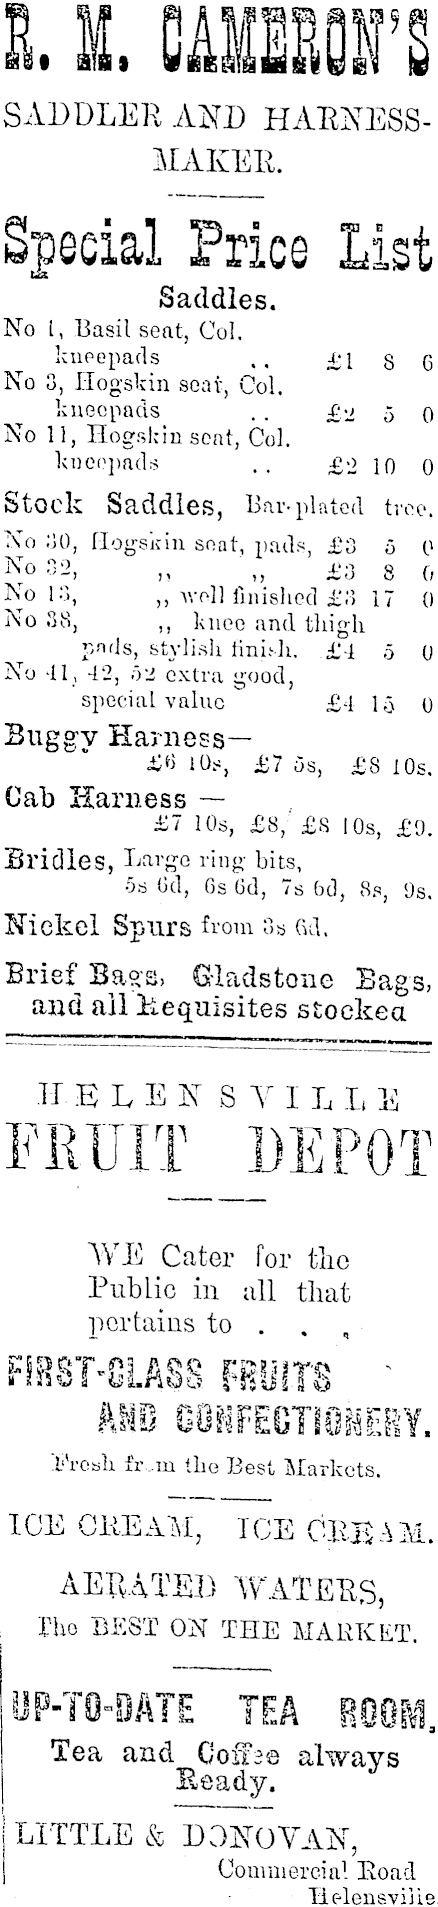 R. M. CAMERON'S
SADDLER AND HARNESS-
MAKER.
Special Price List
Saddles.
No 1, Basil seat, Col.
kneepads .. £1 8 6
No 3, Hogskin seat, Col.
kneepads .. £2 5 0
No 11, Hogskin seat, Col.
kneepads .. £2 10 0
Stock Saddles, Bar-plated tree.
No 30, Hogskin seat, pads, £3 5 0
No 32, ,, ,, £3 8 0
No 13, ,, well finished £3 17 0
No 38, ,, knee and thigh
pads, stylish finish. £4 5 0
No 41, 42, 52 extra good,
special value £4 15 0
Buggy Harness—
£6 10s, £7 5s, £8 10s.
Cab Harness —
£7 10s, £8, £8 10s, £9.
Bridles, Large ring bits,
5s 6d, 6s 6d, 7s 6d, 8s, 9s.
Nickel Spurs from 3s 6d.
Brief Bags, Gladstone Bags,
and all Requisites stocked
HELENSVILLE
FRUIT DEPOT
WE Cater for the
Public in all that
pertains to . . .
FIRST-CLASS FRUITS
AND CONFECTIONERY.
Fresh from the Best Markets.
ICE CREAM, ICE CREAM.
AERATED WATERS,
The BEST ON THE MARKET.
UP-TO-DATE TEA ROOM,
Tea and Coffee always
Ready.
LITTLE & DONOVAN,
Commercial Road
Helensville